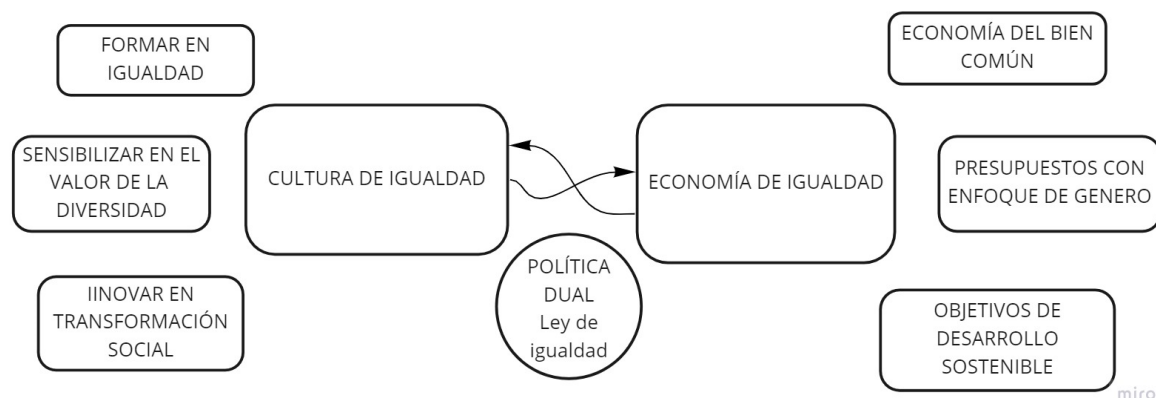 FORMAR EN
IGUALDAD
SENSIBILIZAR EN EL
VALOR DE LA
DIVERSIDAD
IINOVAR EN
TRANSFORMACIÓN
SOCIAL
CULTURA DE IGUALDAD
POLÍTICA
DUAL
Ley de
igualdad
ECONOMÍA DE IGUALDAD
ECONOMÍA DEL BIEN
COMÚN
PRESUPUESTOS CON
ENFOQUE DE GENERO
OBJETIVOS DE
DESARROLLO
SOSTENIBLE
miro